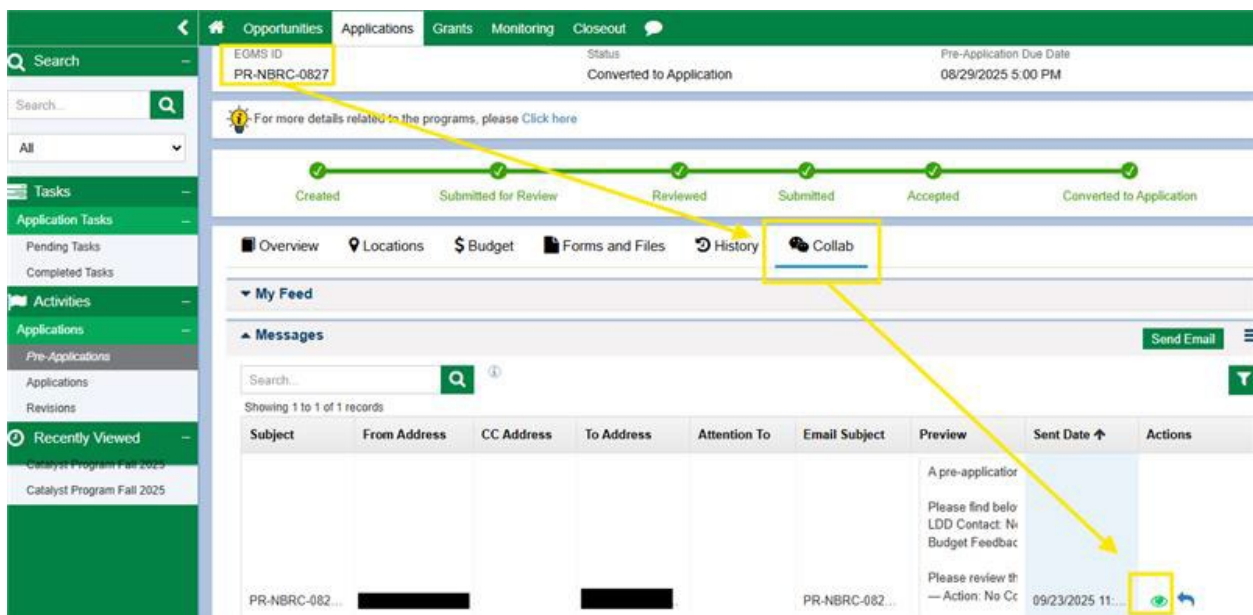 Opportunities Applications Grants Monitoring Closeout
Search
Search...
All
Tasks
Application Tasks
Pending Tasks
Completed Tasks
Activities
Applications
Pre-Applications
Applications
Revisions
Recently Viewed
Catalyst Program Fall 2025
Catalyst Program Fall 2025
EGMS ID Status Pre-Application Due Date
PR-NBRC-0827 Converted to Application 08/29/2025 5:00 PM
For more details related to the programs, please Click here
Created Submitted for Review Reviewed Submitted Accepted Converted to Application
Overview Locations $ Budget Forms and Files History Collab
My Feed
Messages Send Email
Search...
Showing 1 to 1 of 1 records
Subject From Address CC Address To Address Attention To Email Subject Preview Sent Date Actions
A pre-application
Please find belo
LDD Contact: N
Budget Feedbac
Please review th
— Action: No Cc
PR-NBRC-082... PR-NBRC-082... 09/23/2025 11:...